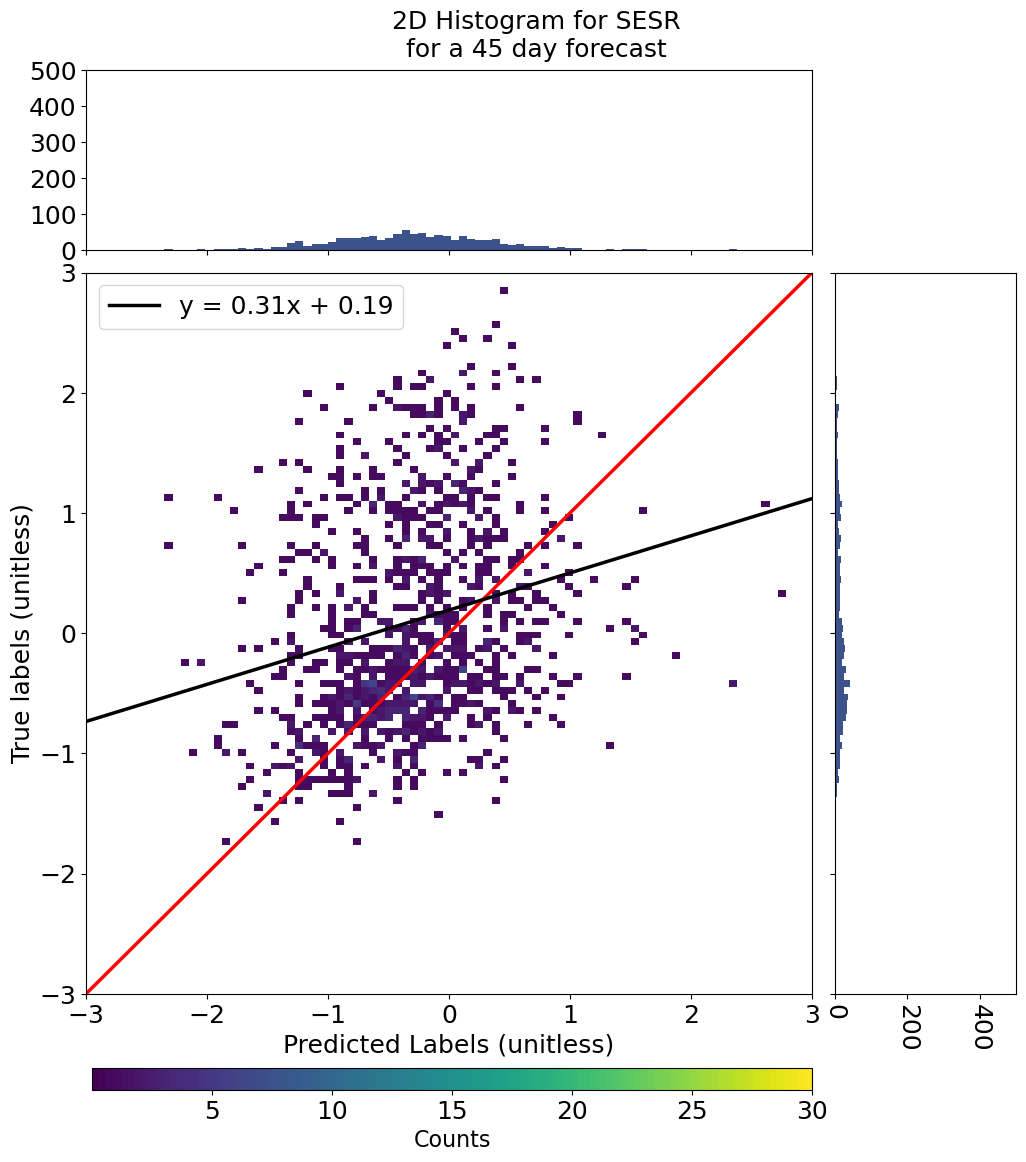 2D Histogram for SESR
for a 45 day forecast
500
400
300
200
100
0
3
2
1
0
−1
−2
−3
True labels (unitless)
y = 0.31x + 0.19
−3 −2 −1 0 1 2 3
Predicted Labels (unitless)
0 200 400
5 10 15 20 25 30
Counts